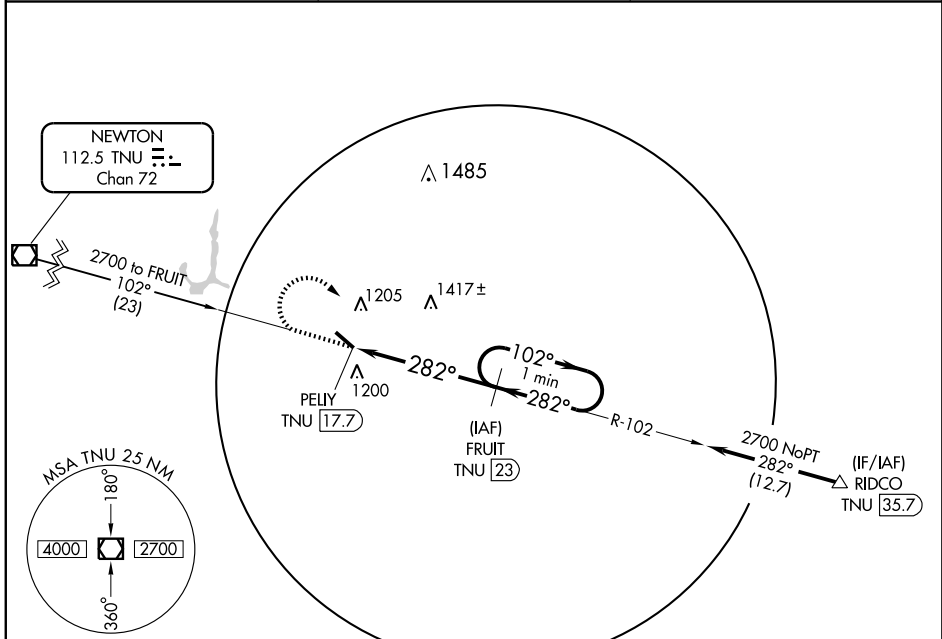 NEWTON
112.5 TNU
Chan 72
1485
2700 to FRUIT
102°
(23)
1205
1417±
282°
102°
1 min
282°
1200
PELIY
TNU 17.7
R-102
(IAF)
FRUIT
TNU 23
2700 NoPT
282°
(12.7)
(IF/IAF)
RIDCO
TNU 35.7
MSA TNU 25 NM
180°
4000
2700
360°